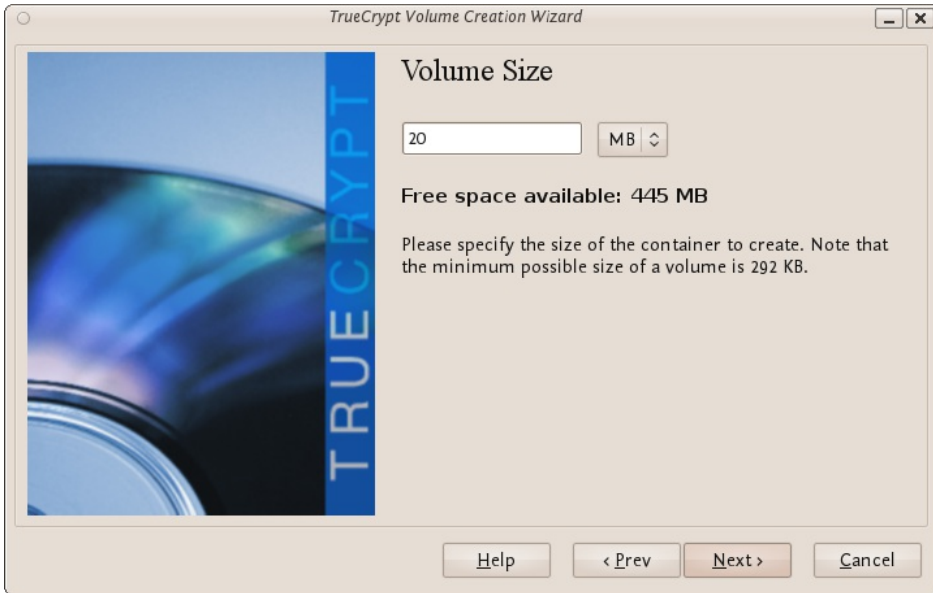 TrueCrypt Volume Creation Wizard
TRUECRYPT
Volume Size
20
MB
Free space available: 445 MB
Please specify the size of the container to create. Note that
the minimum possible size of a volume is 292 KB.
Help
< Prev
Next >
Cancel